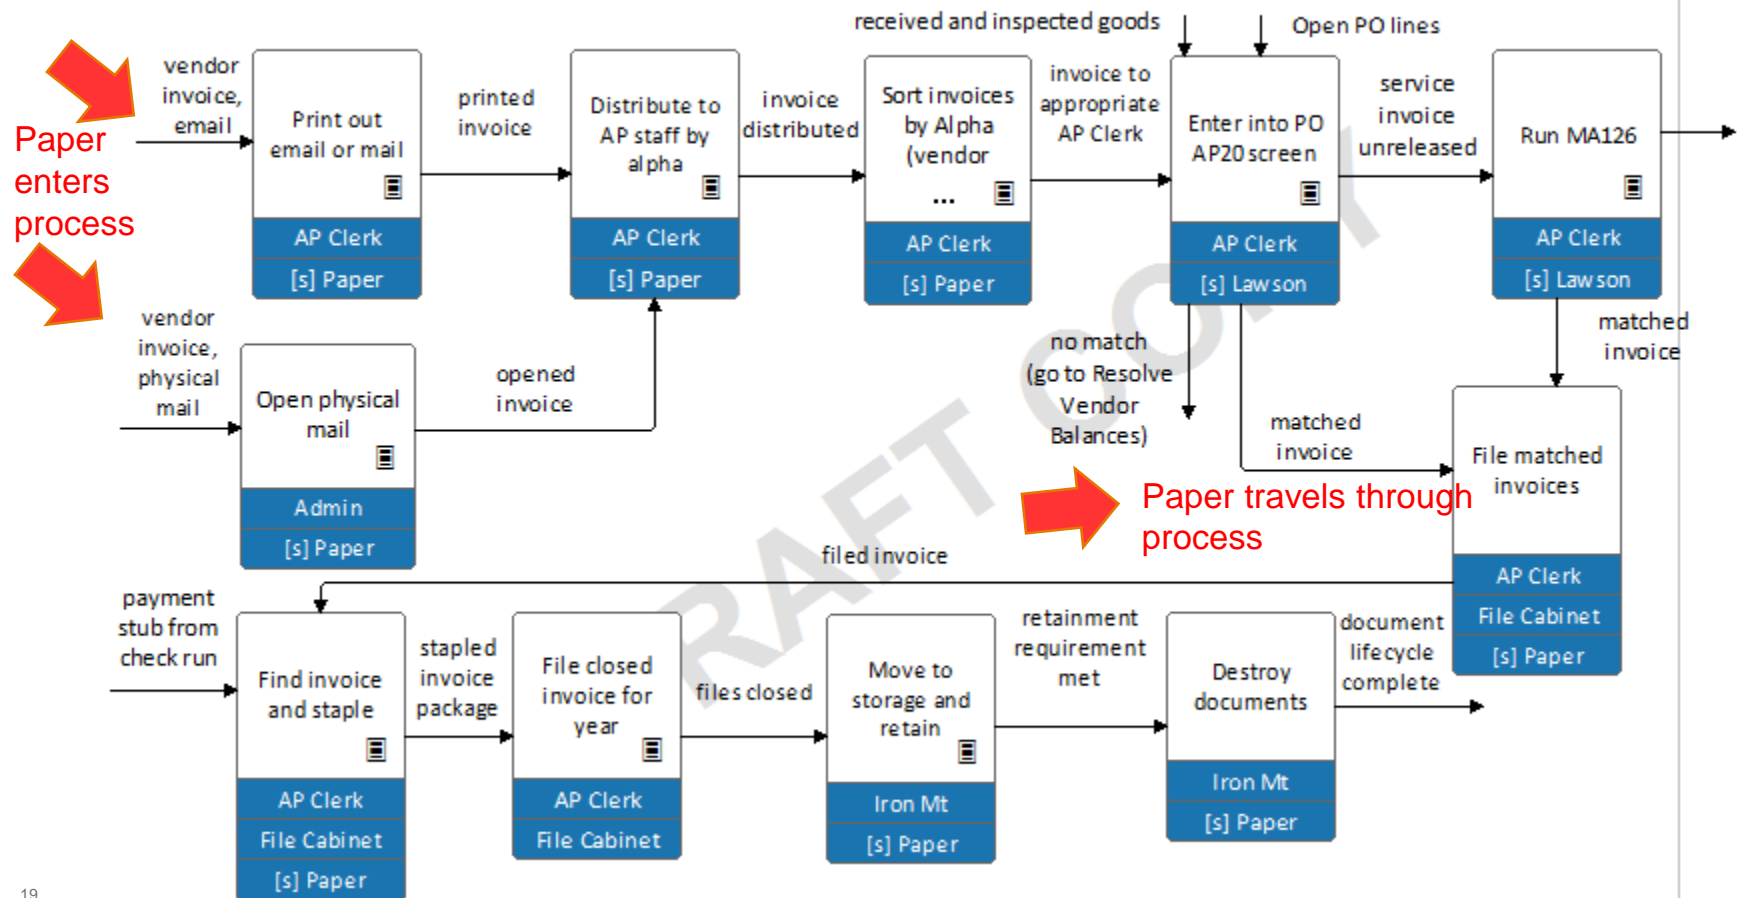 received and inspected goods
Open PO lines
Paper
enters
process
vendor
invoice,
email
Print out
email or mail
AP Clerk
[s] Paper
printed
invoice
Distribute to
AP staff by
alpha
AP Clerk
[s] Paper
invoice
distributed
Sort invoices
by Alpha
(vendor
...
AP Clerk
[s] Paper
invoice to
appropriate
AP Clerk
Enter into PO
AP20 screen
AP Clerk
[s] Lawson
service
invoice
unreleased
Run MA126
AP Clerk
[s] Lawson
vendor
invoice,
physical
mail
Open physical
mail
Admin
[s] Paper
opened
invoice
no match
(go to Resolve
Vendor
Balances)
matched
invoice
matched
invoice
File matched
invoices
AP Clerk
File Cabinet
[s] Paper
Paper travels through
process
filed invoice
payment
stub from
check run
Find invoice
and staple
AP Clerk
File Cabinet
[s] Paper
stapled
invoice
package
File closed
invoice for
year
AP Clerk
File Cabinet
files closed
Move to
storage and
retain
Iron Mt
[s] Paper
retainment
requirement
met
Destroy
documents
Iron Mt
[s] Paper
document
lifecycle
complete
RAFT COPY
19